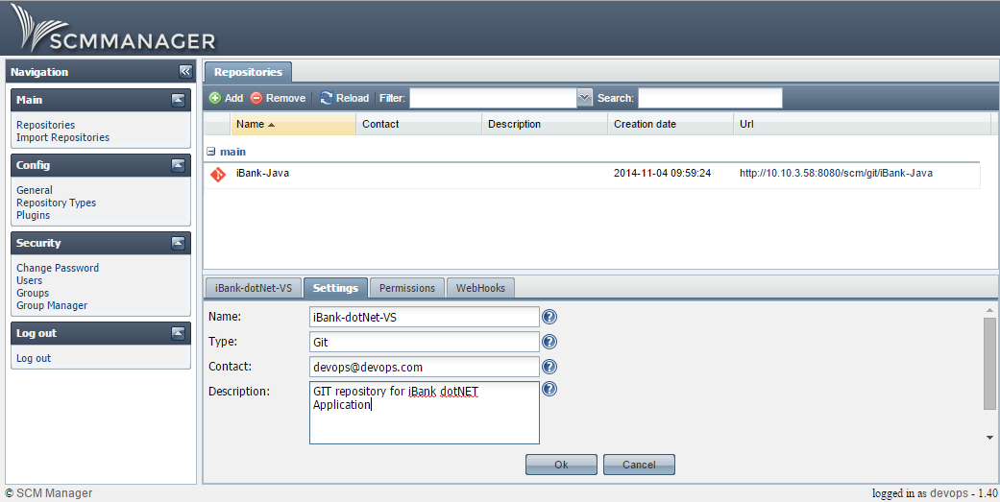 SCMMANAGER
Navigation
Main
Repositories
Import Repositories
Config
General
Repository Types
Plugins
Security
Change Password
Users
Groups
Group Manager
Log out
Log out
Repositories
Add Remove Reload Filter: Search:
Name Contact Description Creation date Url
main
iBank-Java 2014-11-04 09:59:24 http://10.10.3.58:8080/scm/git/iBank-Java
iBank-dotNet-VS Settings Permissions WebHooks
Name: iBank-dotNet-VS ?
Type: Git ?
Contact: devops@devops.com ?
Description: GIT repository for iBank dotNET ?
Application
Ok Cancel
© SCM Manager logged in as devops - 1.40